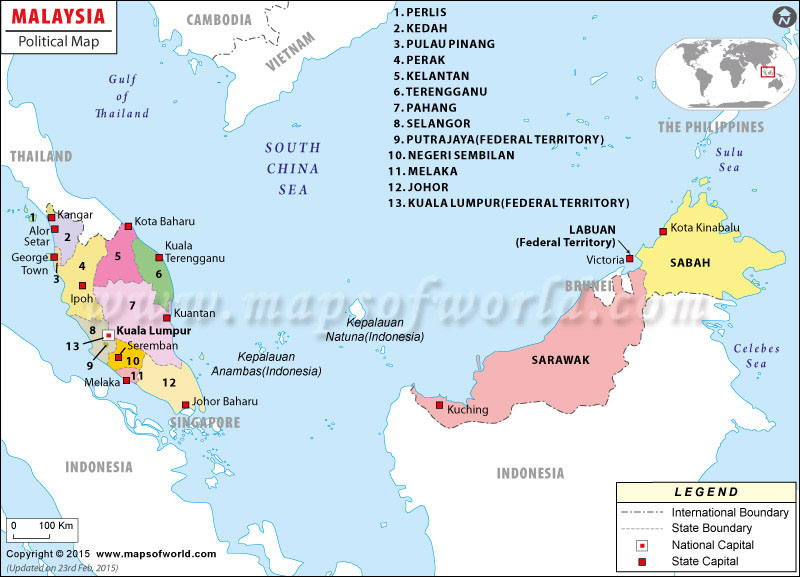 MALAYSIA
Political Map
CAMBODIA
VIETNAM
Gulf
of
Thailand
THAILAND
SOUTH
CHINA
SEA
1. PERLIS
2. KEDAH
3. PULAU PINANG
4. PERAK
5. KELANTAN
6. TERENGGANU
7. PAHANG
8. SELANGOR
9. PUTRAJAYA(FEDERAL TERRITORY)
10. NEGERI SEMBILAN
11. MELAKA
12. JOHOR
13. KUALA LUMPUR(FEDERAL TERRITORY)
N
THE PHILIPPINES
Sulu
Sea
1
Kangar
Alor
Setar
2
George
Town
3
4
Ipoh
Kota Baharu
5
Kuala
Terengganu
6
7
Kuantan
8
Kuala Lumpur
13
Seremban
9
10
Melaka
11
12
Johor Baharu
SINGAPORE
www.mapsofworld.com
Kepalauan
Natuna(Indonesia)
Kepalauan
Anambas(Indonesia)
LABUAN
(Federal Territory)
Victoria
Kota Kinabalu
SABAH
BRUNEI
SARAWAK
Kuching
Celebes
Sea
INDONESIA
INDONESIA
LEGEND
International Boundary
State Boundary
National Capital
State Capital
0 100 Km
Copyright © 2015 www.mapsofworld.com
(Updated on 23rd Feb, 2015)